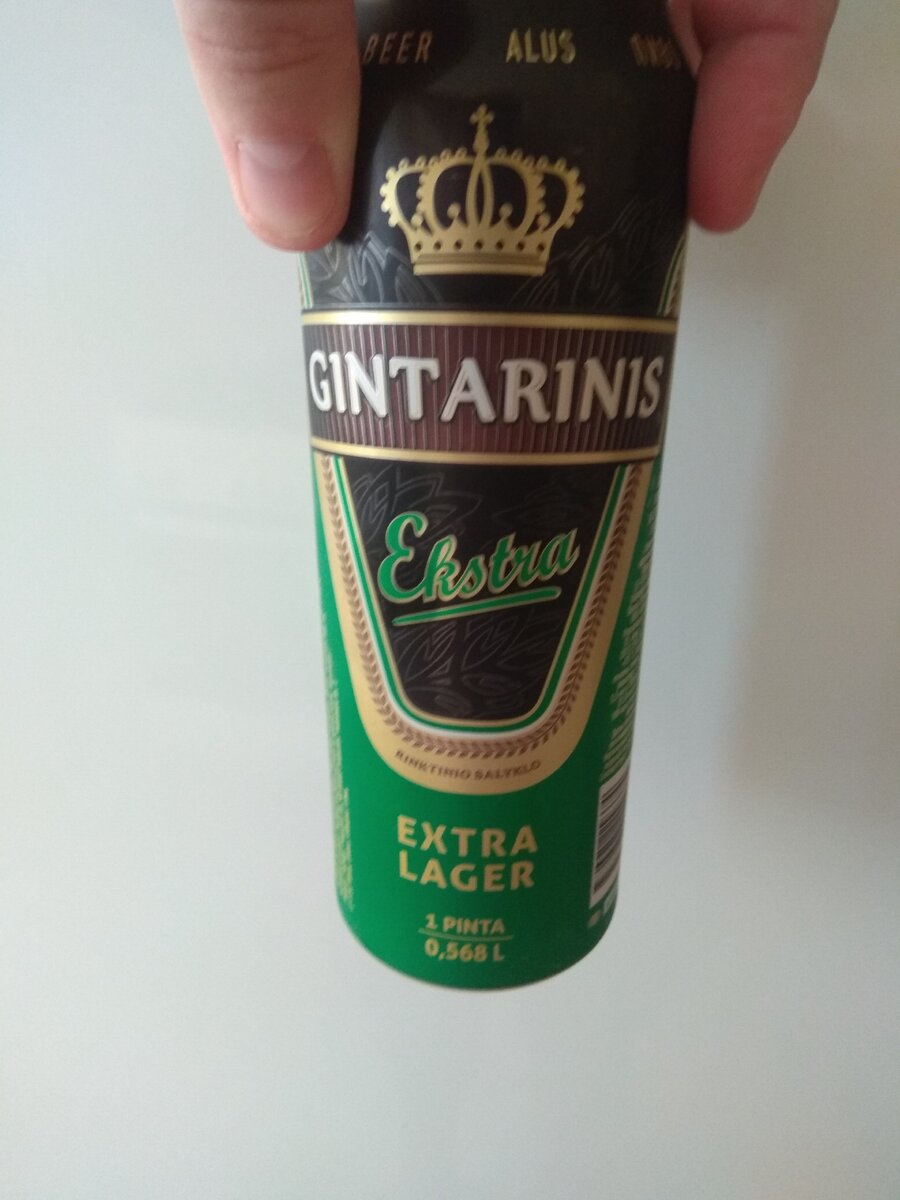 BEER ALUS
GINTARINIS
Ekstra
RINKTINIO SALYKLO
EXTRA
LAGER
1 PINTA
0,568 L